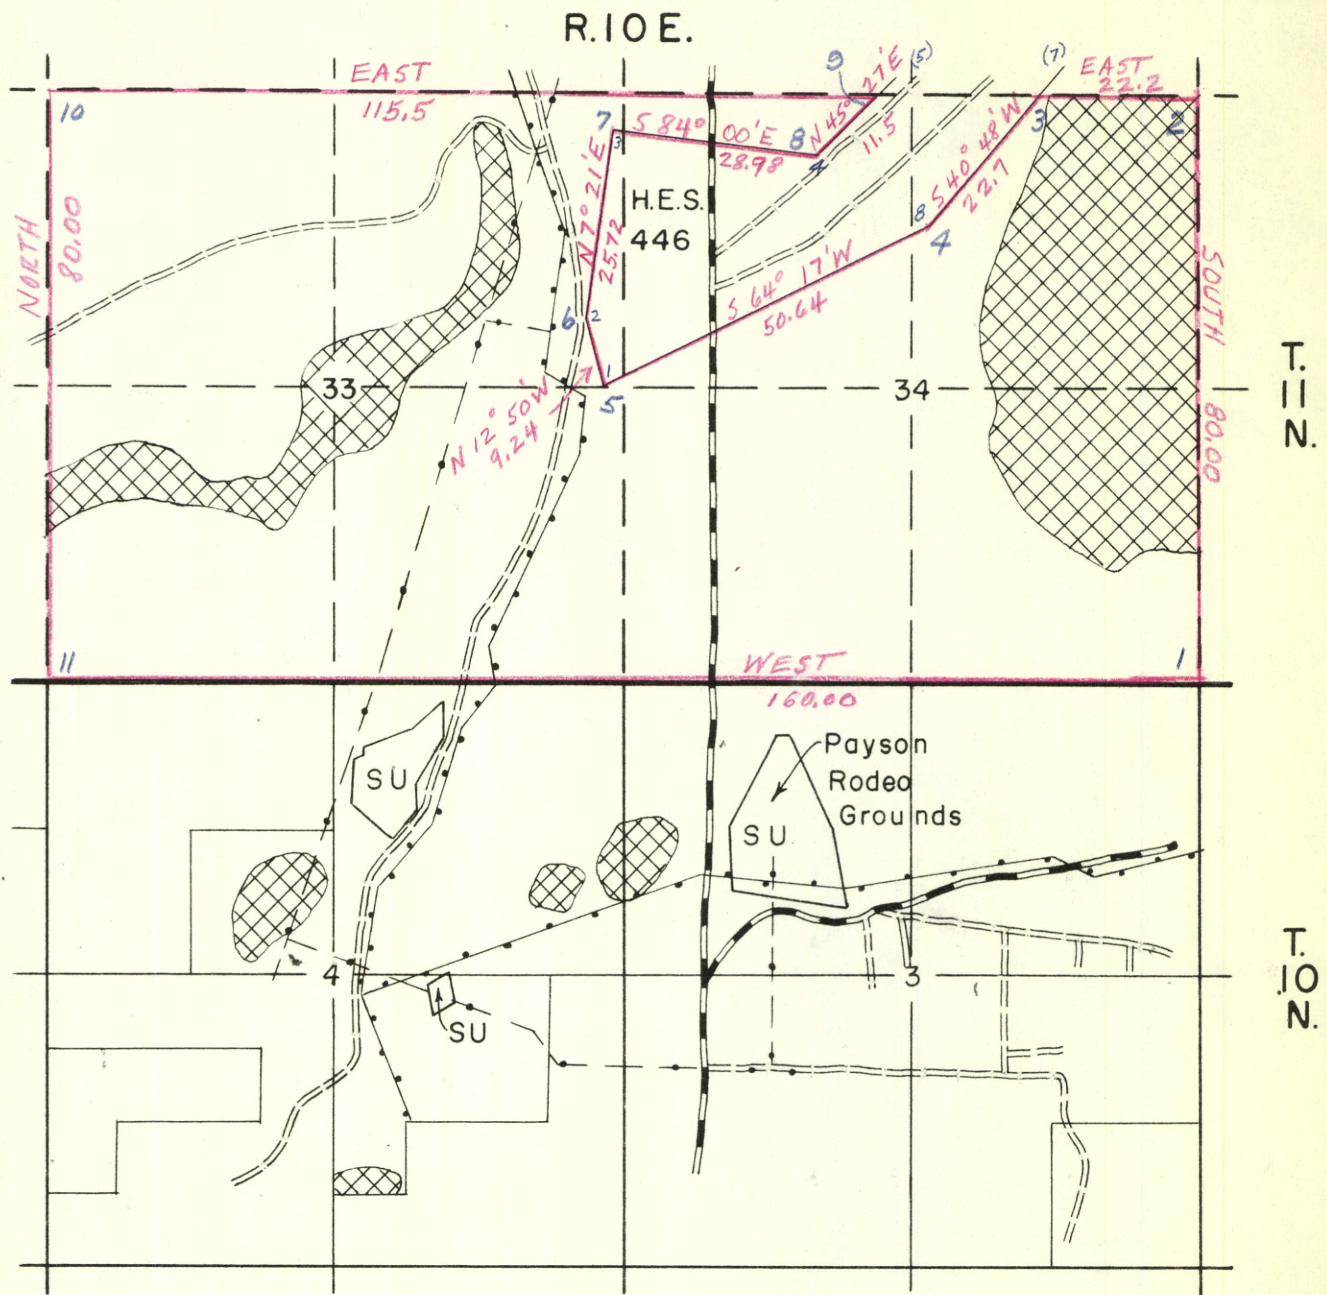 R.10E.
EAST
115.5
9
(5)
(7)
EAST
22.2
10
7
3
S 84° 00'E
28.98
8
4
N 45° 27'E
11.5
3
2
S 40° 48'W
22.7
NORTH
80.00
N 7° 21'E
25.72
H.E.S.
446
8
4
SOUTH 80.00
S 64° 17'W
50.64
6
2
1
5
33
34
T.
11
N.
N 12° 50'W
9.24
11
WEST
160.00
1
SU
Payson
Rodeo
Grounds
SU
4
3
T.
10
N.
SU